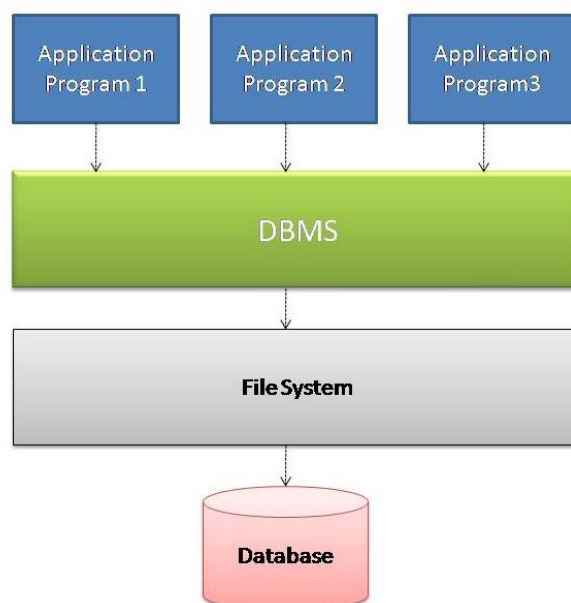 Application
Program 1
Application
Program 2
Application
Program3
DBMS
File System
Database